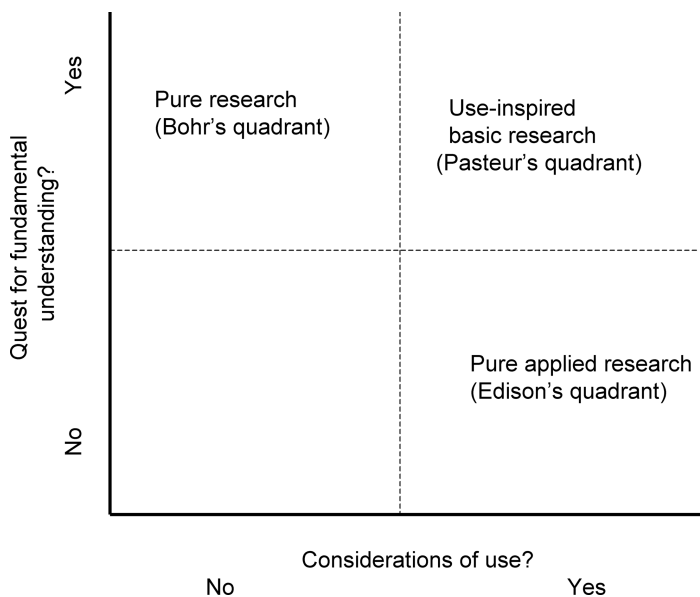 Yes
Pure research
(Bohr’s quadrant)
Use-inspired
basic research
(Pasteur’s quadrant)
Quest for fundamental
understanding?
Pure applied research
(Edison’s quadrant)
No
Considerations of use?
No
Yes